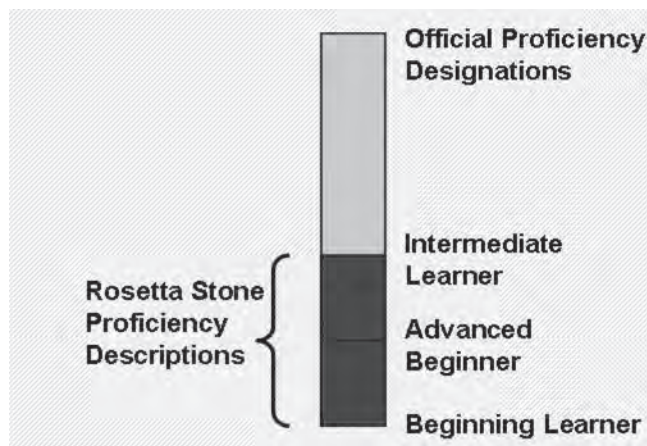 Official Proficiency
Designations
Intermediate
Learner
Rosetta Stone
Proficiency
Descriptions
Advanced
Beginner
Beginning Learner